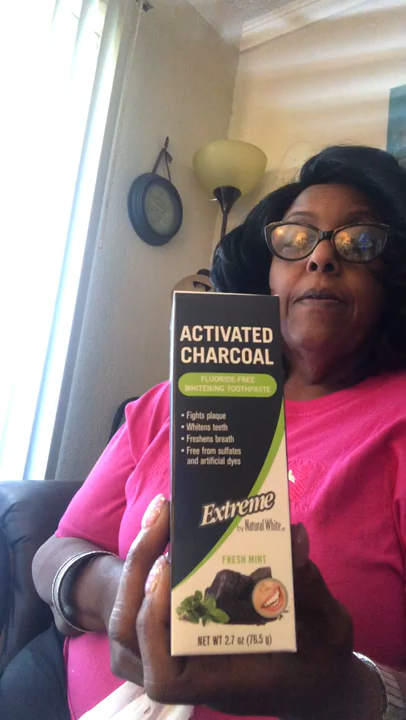 ACTIVATED
CHARCOAL
FLUORIDE-FREE
WHITENING TOOTHPASTE
• Fights plaque
• Whitens teeth
• Freshens breath
• Free from sulfates
and artificial dyes
Extreme
by Natural White
FRESH MINT
NET WT 2.7 oz (76.5 g)